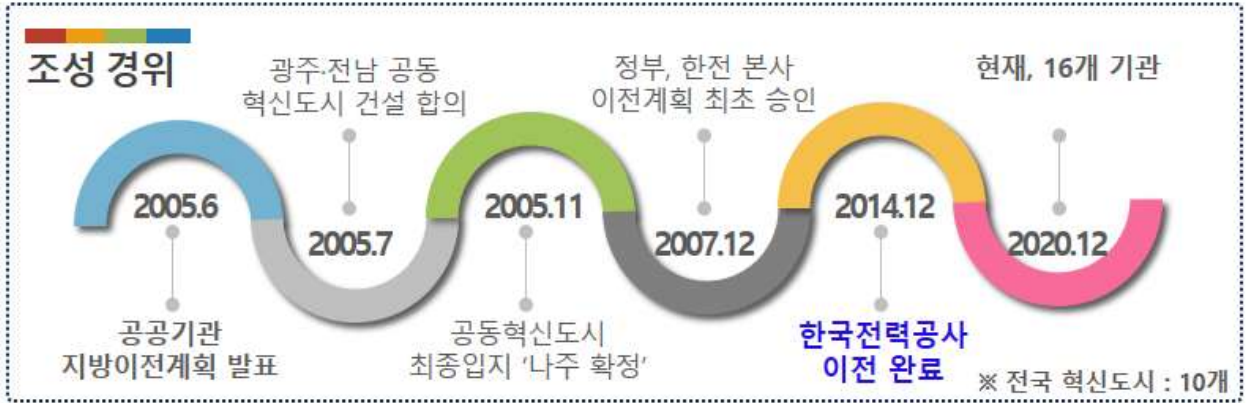 조성 경위
광주·전남 공동
혁신도시 건설 합의
정부, 한전 본사
이전계획 최초 승인
현재, 16개 기관
2005.6
2005.7
2005.11
2007.12
2014.12
2020.12
공공기관
지방이전계획 발표
공동혁신도시
최종입지 ‘나주 확정’
한국전력공사
이전 완료
※ 전국 혁신도시 : 10개